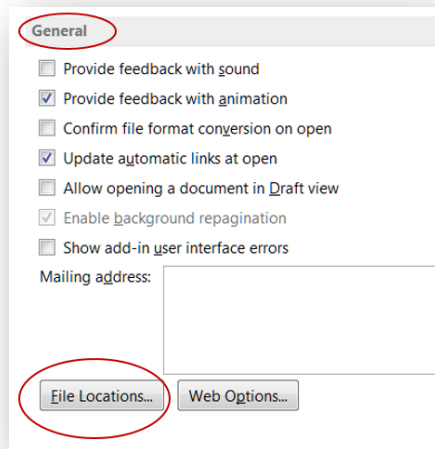 General
Provide feedback with sound
Provide feedback with animation
Confirm file format conversion on open
Update automatic links at open
Allow opening a document in Draft view
Enable background repagination
Show add-in user interface errors
Mailing address:
File Locations... Web Options...